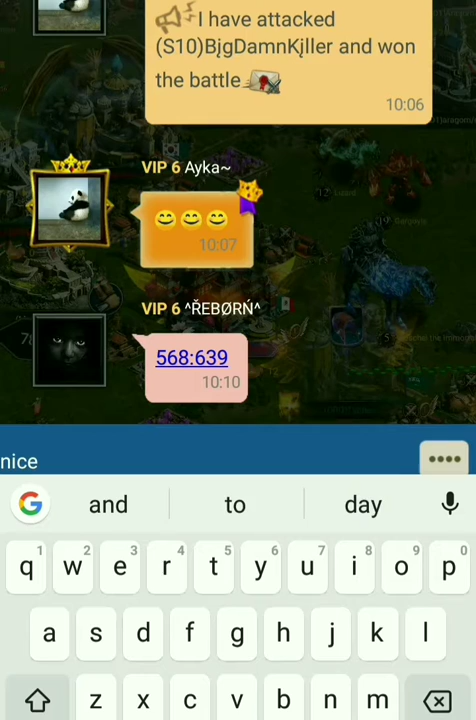 I have attacked
(S10)BįgDamnKįller and won
the battle
10:06
VIP 6 Ayka~
10:07
VIP 6 ^ŘEBØRŃ^
568:639
10:10
nice
and to day
1 2 3 4 5 6 7 8 9 0
q w e r t y u i o p
a s d f g h j k l
z x c v b n m